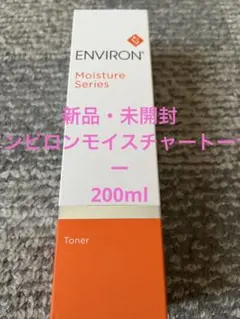 ENVIRON®
Moisture
Series
新品・未開封
ンビロンモイスチャートー
ー
200ml
Toner